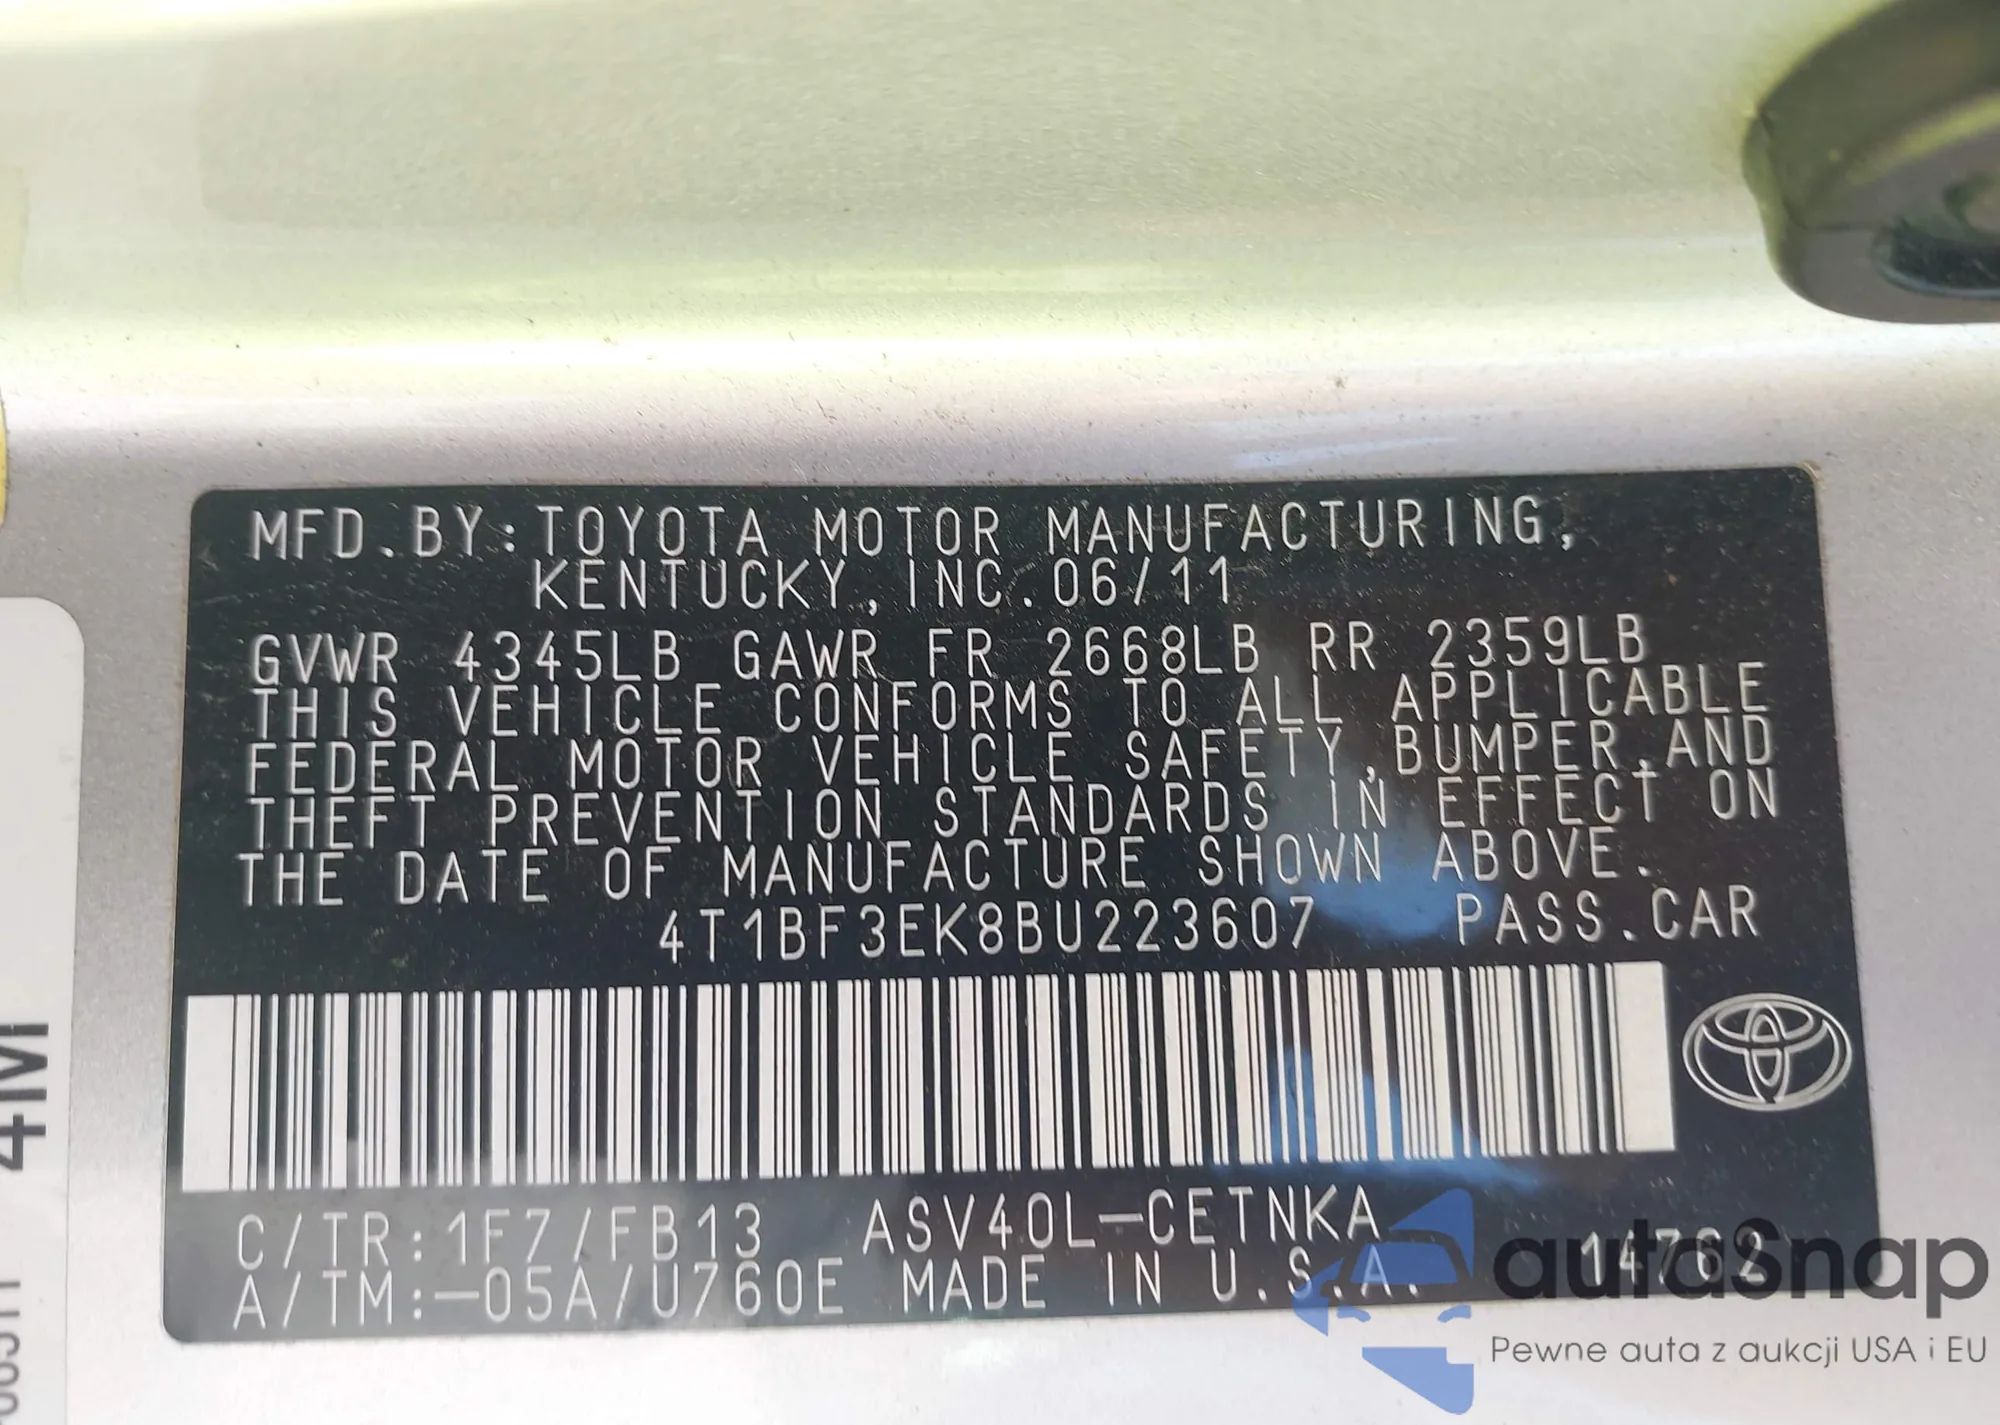 MFD.BY:TOYOTA MOTOR MANUFACTURING,
KENTUCKY,INC.06/11
GVWR 4345LB GAWR FR 2668LB RR 2359LB
THIS VEHICLE CONFORMS TO ALL APPLICABLE
FEDERAL MOTOR VEHICLE SAFETY,BUMPER,AND
THEFT PREVENTION STANDARDS IN EFFECT ON
THE DATE OF MANUFACTURE SHOWN ABOVE.
4T1BF3EK8BU223607 PASS.CAR
C/TR:1F7/FB13 ASV40L-CETNKA
A/TM:-05A/U760E MADE IN U.S.A. 14762
4M
autaSnap
Pewne auta z aukcji USA i EU